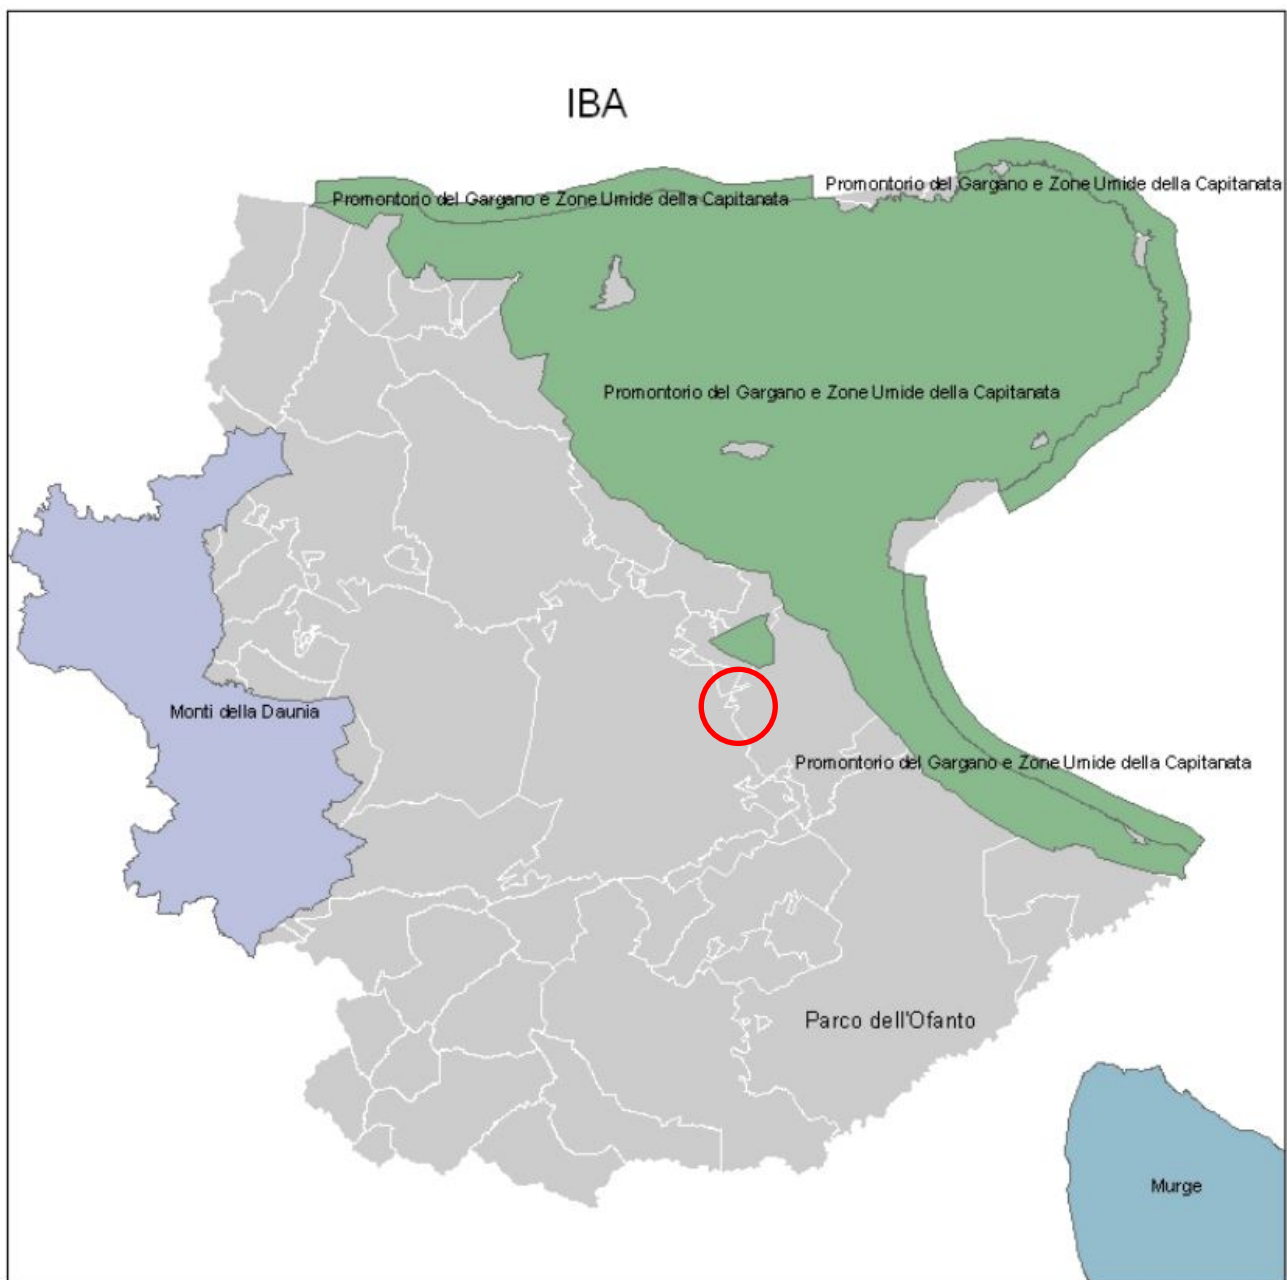 IBA
Promontorio del Gargano e Zone Umide della Capitanata
Promontorio del Gargano e Zone Umide della Capitanata
Promontorio del Gargano e Zone Umide della Capitanata
Monti della Daunia
Promontorio del Gargano e Zone Umide della Capitanata
Parco dell'Ofanto
Murge